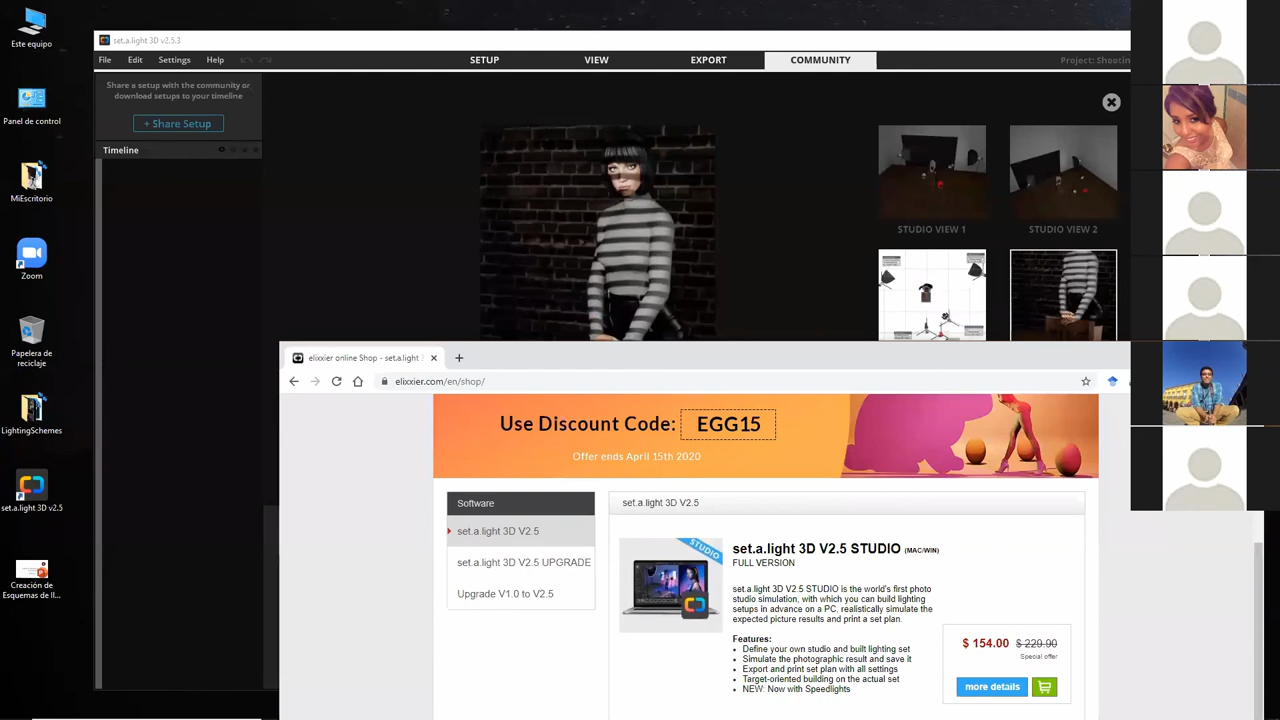 Este equipo
Panel de control
MiEscritorio
Zoom
Papelera de
reciclaje
LightingSchemes
set.a.light 3D v2.5
Creación de
Esquemas de Il...
set.a.light 3D v2.5.3
File Edit Settings Help
SETUP VIEW EXPORT COMMUNITY
Project: Shootin
Share a setup with the community or
download setups to your timeline
+ Share Setup
Timeline
STUDIO VIEW 1
STUDIO VIEW 2
elixxier online Shop - set.a.light 3
elixxier.com/en/shop/
Use Discount Code: EGG15
Offer ends April 15th 2020
Software
set.a.light 3D V2.5
set.a.light 3D V2.5 UPGRADE
Upgrade V1.0 to V2.5
set.a.light 3D V2.5
STUDIO
set.a.light 3D V2.5 STUDIO (MAC/WIN)
FULL VERSION
set.a.light 3D V2.5 STUDIO is the world's first photo
studio simulation, with which you can build lighting
setups in advance on a PC, realistically simulate the
expected picture results and print a set plan.
Features:
• Define your own studio and built lighting set
• Simulate the photographic result and save it
• Export and print set plan with all settings
• Target-oriented building on the actual set
• NEW: Now with Speedlights
$ 154.00 $ 229.90
Special offer
more details